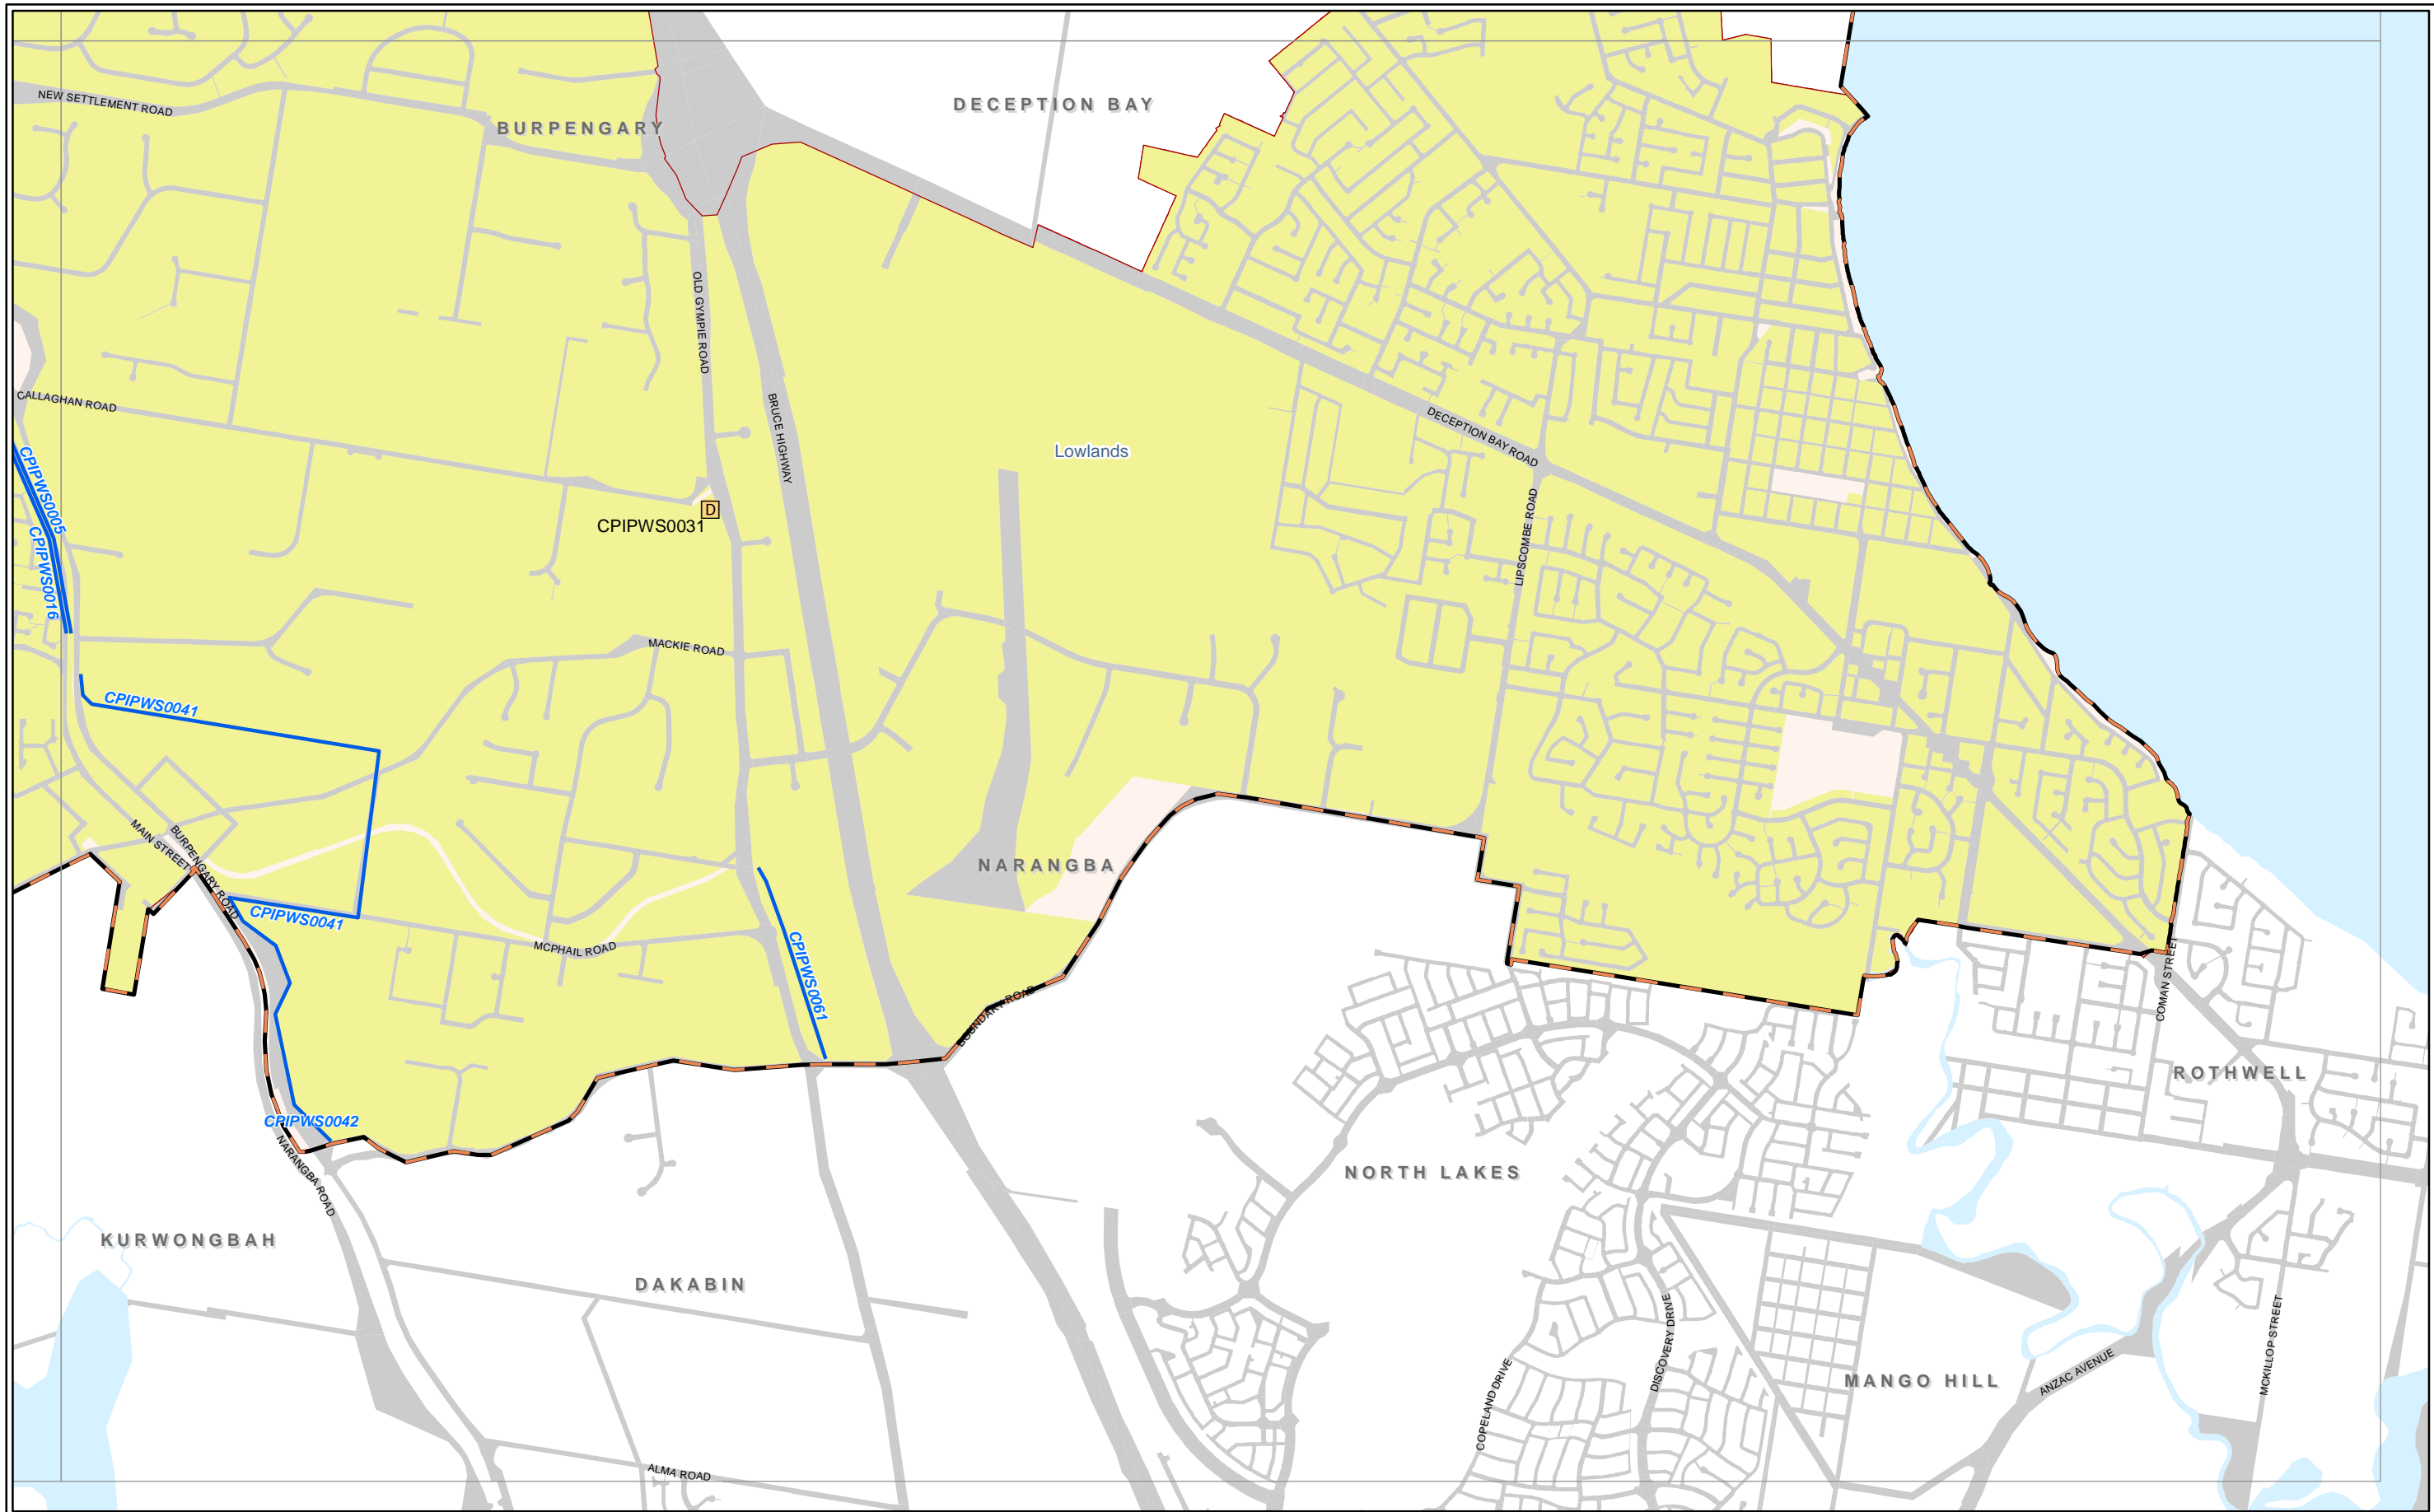 DECEPTION BAY
NEW SETTLEMENT ROAD
BURPENGARY
OLD GYMPIE ROAD
CALLAGHAN ROAD
BRUCE HIGHWAY
DECEPTION BAY ROAD
Lowlands
CPIPWS0005
CPIPWS0016
D
CPIPWS0031
LIPSCOMBE ROAD
MACKIE ROAD
CPIPWS0041
MAIN STREET
BURPENGARY ROAD
NARANGBA
CPIPWS0041
MCPHAIL ROAD
CPIPWS0061
BOUNDARY ROAD
COMAN STREET
ROTHWELL
CPIPWS0042
NARANGBA ROAD
NORTH LAKES
KURWONGBAH
DAKABIN
DISCOVERY DRIVE
MCKILLOP STREET
COPELAND DRIVE
MANGO HILL
ANZAC AVENUE
ALMA ROAD